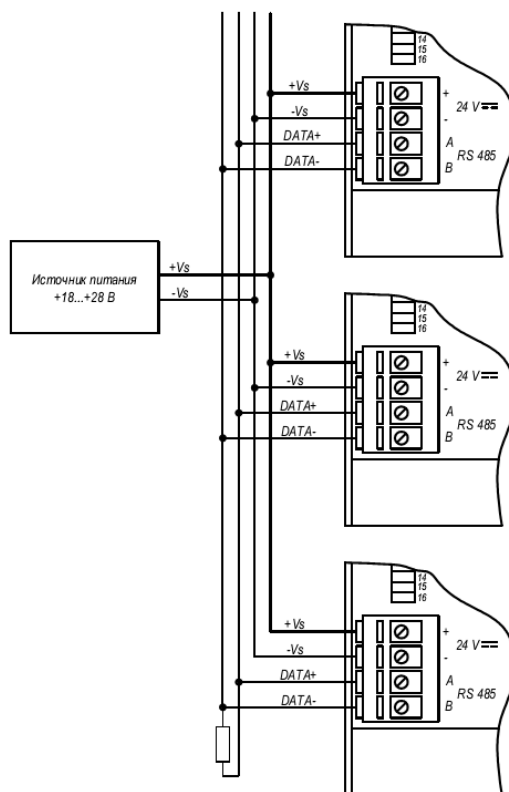 14
15
16
+Vs
+
24 V
-Vs
-
DATA+
A
RS 485
DATA-
B
Источник питания
+18...+28 В
+Vs
-Vs
14
15
16
+Vs
+
24 V
-Vs
-
DATA+
A
RS 485
DATA-
B
14
15
16
+Vs
+
24 V
-Vs
-
DATA+
A
RS 485
DATA-
B